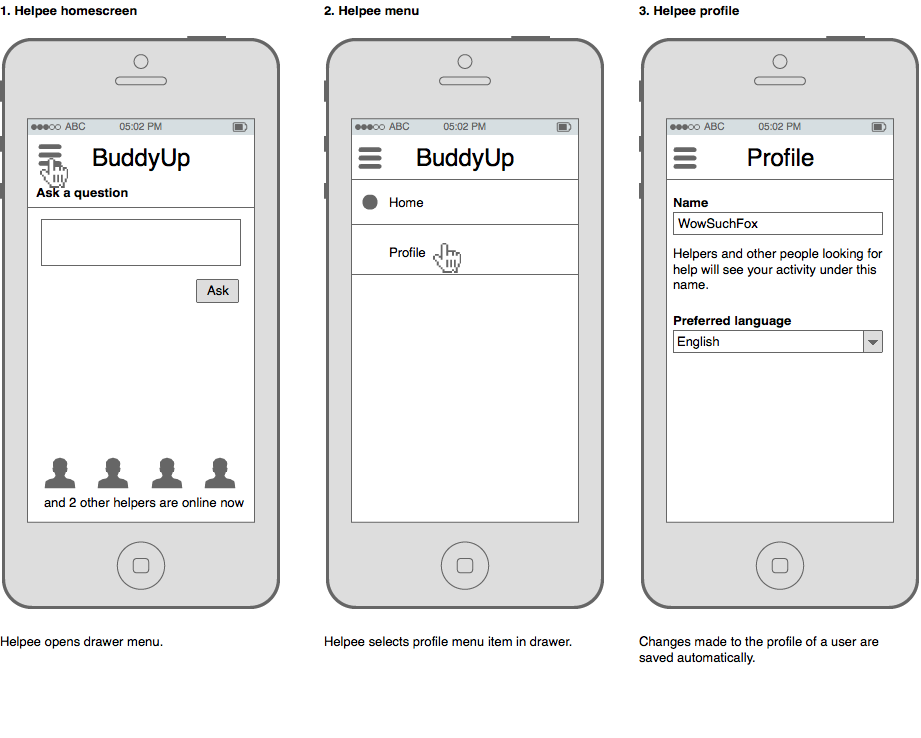 1. Helpee homescreen
ABC 05:02 PM
BuddyUp
Ask a question
Ask
and 2 other helpers are online now
Helpee opens drawer menu.
2. Helpee menu
ABC 05:02 PM
BuddyUp
Home
Profile
Helpee selects profile menu item in drawer.
3. Helpee profile
ABC 05:02 PM
Profile
Name
WowSuchFox
Helpers and other people looking for
help will see your activity under this
name.
Preferred language
English
Changes made to the profile of a user are
saved automatically.